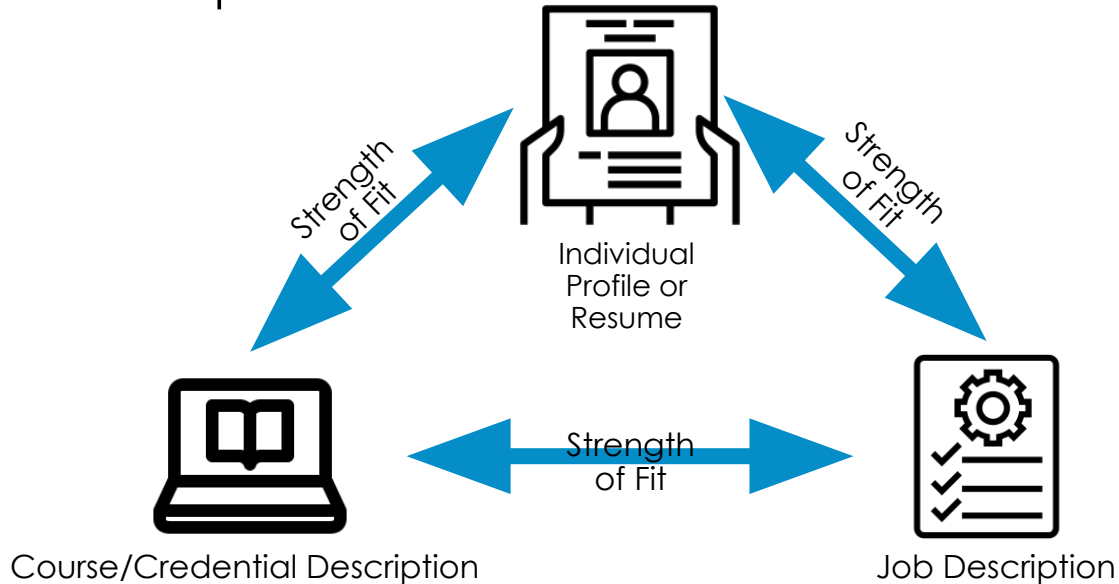 Strength
of Fit
Strength
of Fit
Individual
Profile or
Resume
Strength
of Fit
Course/Credential Description
Job Description